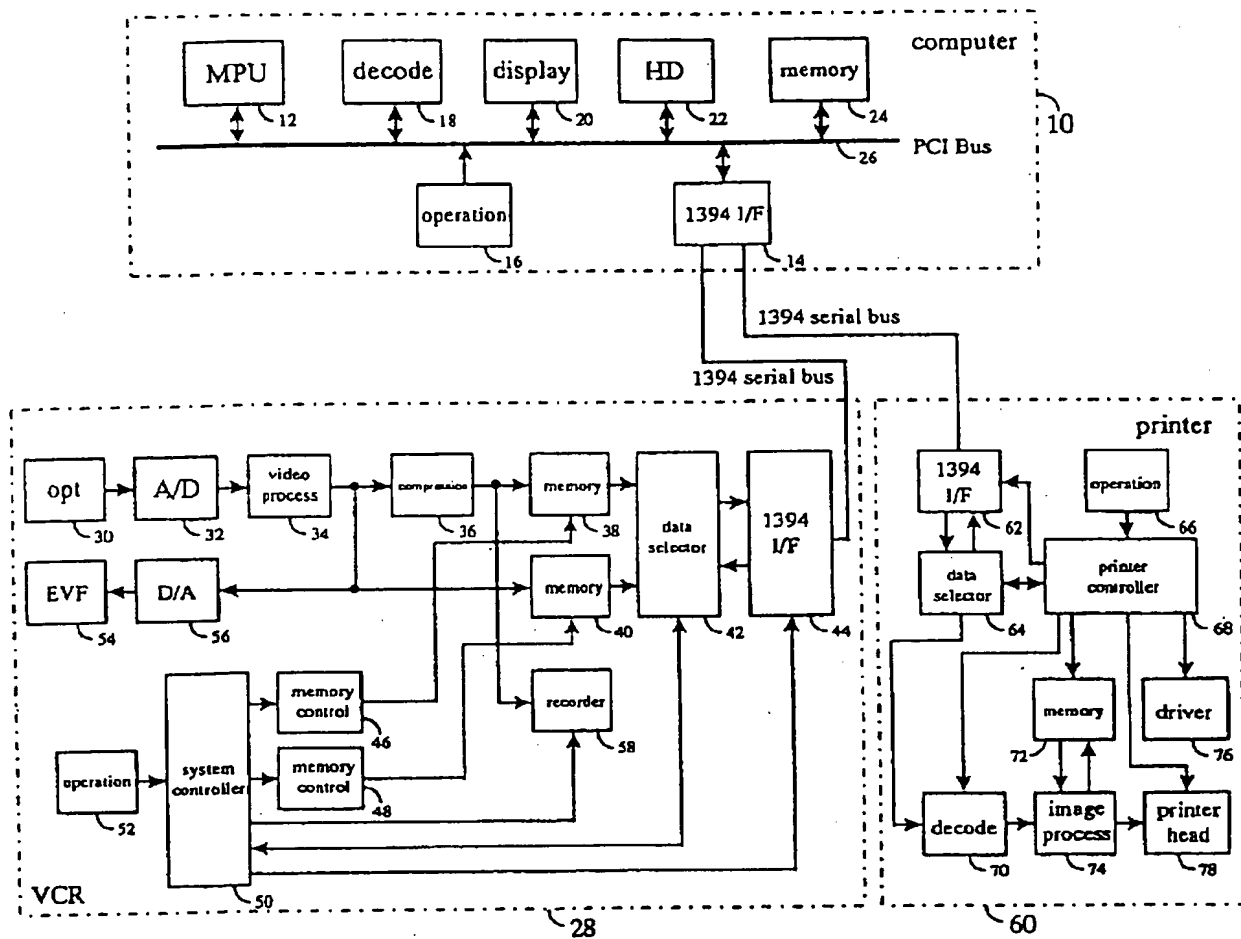 computer
MPU
decode
display
HD
memory
12
18
20
22
24
10
26
PCI Bus
operation
1394 I/F
16
14
1394 serial bus
1394 serial bus
printer
opt
A/D
video
process
compression
memory
data
selector
1394
I/F
30
32
34
36
38
EVF
D/A
memory
54
56
40
42
44
1394
I/F
operation
62
66
data
selector
printer
controller
64
68
memory
control
recorder
46
58
operation
system
controller
memory
control
52
48
memory
driver
72
76
decode
image
process
printer
head
70
74
78
VCR
50
28
60